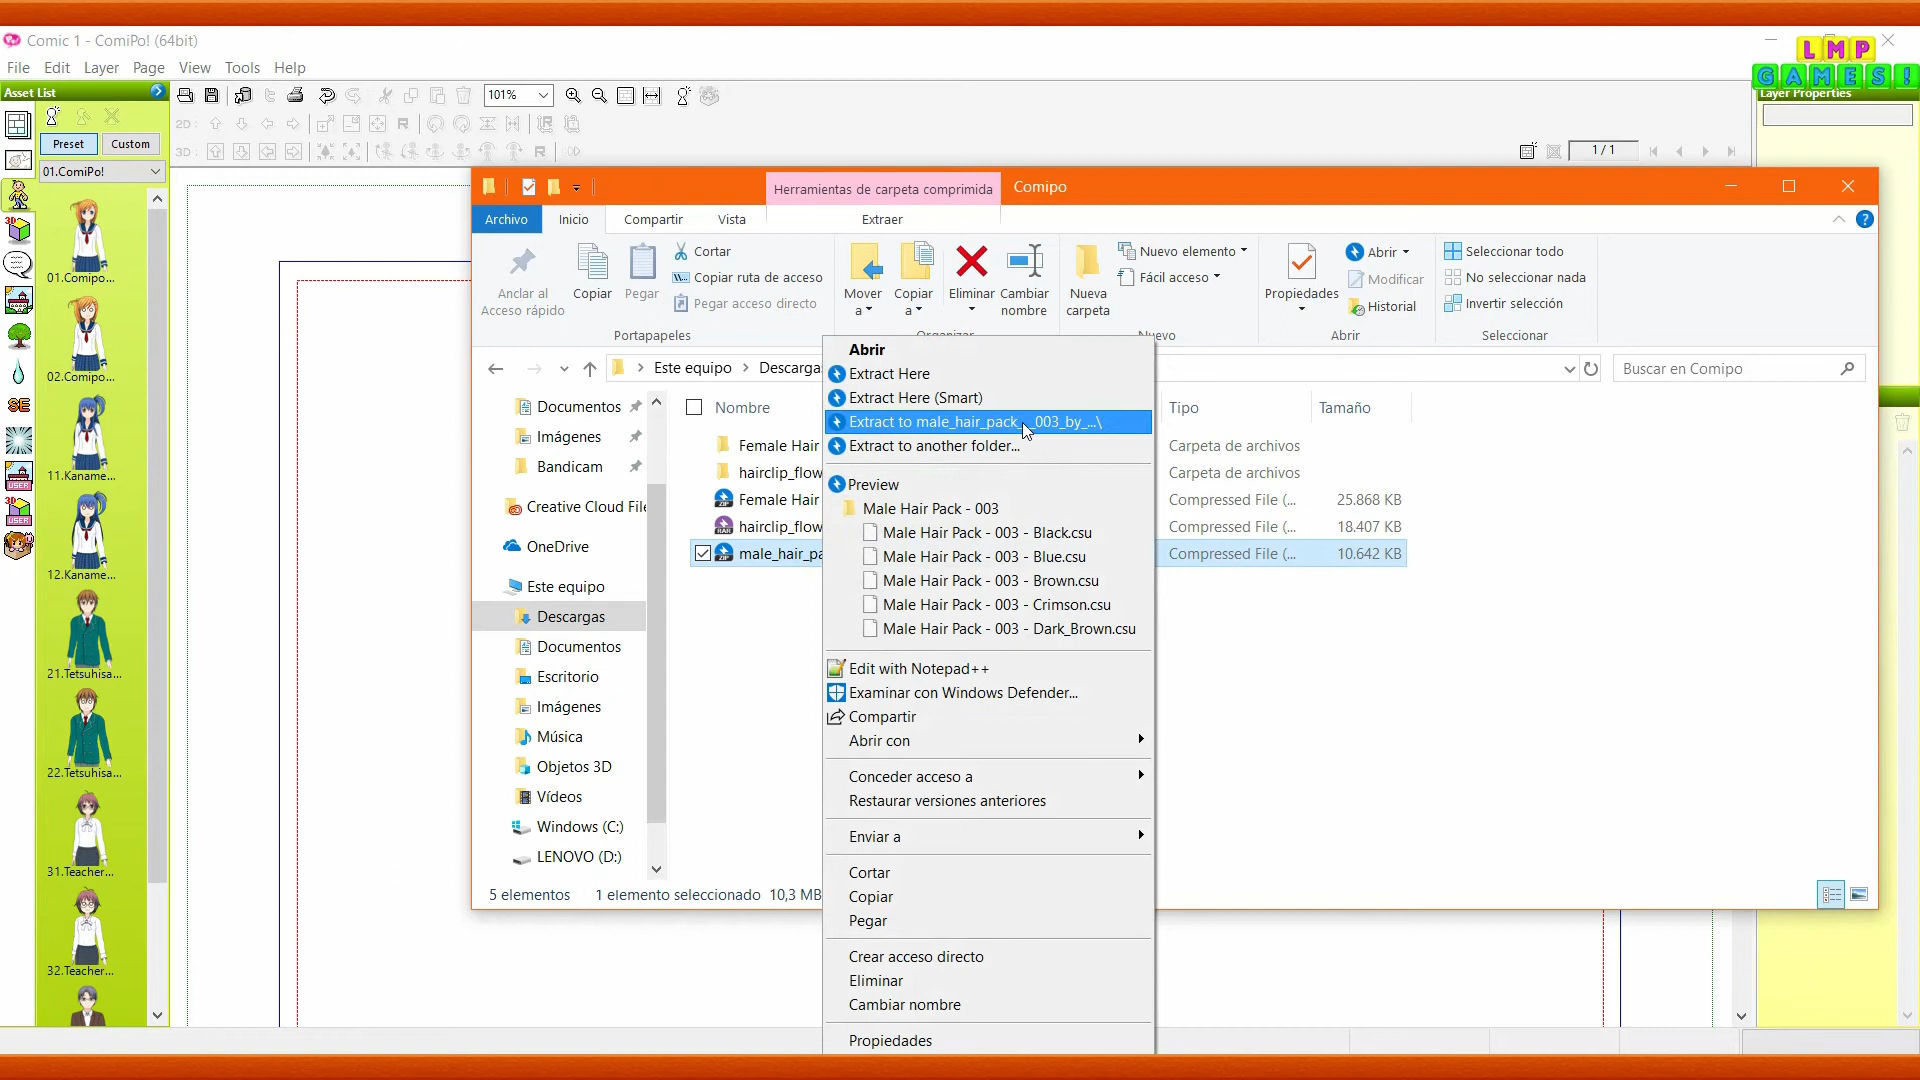 Comic 1 - ComiPo! (64bit)
LMP
GAMES!
File Edit Layer Page View Tools Help
Asset List
Layer Properties
101%
2D:
Preset Custom
3D:
1 / 1
01.ComiPo!
01.Comipo...
02.Comipo...
11.Kaname...
12.Kaname...
21.Tetsuhisa...
22.Tetsuhisa...
31.Teacher...
32.Teacher...
3D
SE
USER
3D
USER
Herramientas de carpeta comprimida Comipo
Archivo Inicio Compartir Vista Extraer
Anclar al
Acceso rápido
Copiar
Pegar
Cortar
Copiar ruta de acceso
Pegar acceso directo
Portapapeles
Mover
a
Copiar
a
Eliminar
Cambiar
nombre
Organizar
Nueva
carpeta
Nuevo elemento
Fácil acceso
Nuevo
Propiedades
Abrir
Modificar
Historial
Abrir
Seleccionar todo
No seleccionar nada
Invertir selección
Seleccionar
Este equipo Descargas
Buscar en Comipo
Nombre Tipo Tamaño
Documentos
Imágenes
Bandicam
Creative Cloud File
OneDrive
Este equipo
Descargas
Documentos
Escritorio
Imágenes
Música
Objetos 3D
Vídeos
Windows (C:)
LENOVO (D:)
Female Hair Carpeta de archivos
hairclip_flow Carpeta de archivos
Female Hair Compressed File (... 25.868 KB
hairclip_flow Compressed File (... 18.407 KB
male_hair_pa Compressed File (... 10.642 KB
5 elementos 1 elemento seleccionado 10,3 MB
Abrir
Extract Here
Extract Here (Smart)
Extract to male_hair_pack__003_by_...\
Extract to another folder...
Preview
Male Hair Pack - 003
Male Hair Pack - 003 - Black.csu
Male Hair Pack - 003 - Blue.csu
Male Hair Pack - 003 - Brown.csu
Male Hair Pack - 003 - Crimson.csu
Male Hair Pack - 003 - Dark_Brown.csu
Edit with Notepad++
Examinar con Windows Defender...
Compartir
Abrir con
Conceder acceso a
Restaurar versiones anteriores
Enviar a
Cortar
Copiar
Pegar
Crear acceso directo
Eliminar
Cambiar nombre
Propiedades